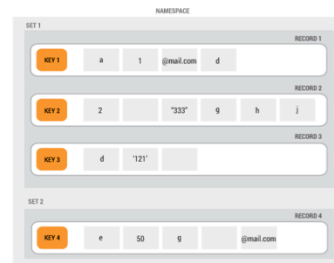 NAMESPACE
SET 1
RECORD 1
KEY 1 a 1 @mail.com d
RECORD 2
KEY 2 2 "333" g h j
RECORD 3
KEY 3 d '121'
SET 2
RECORD 4
KEY 4 e 50 g @mail.com